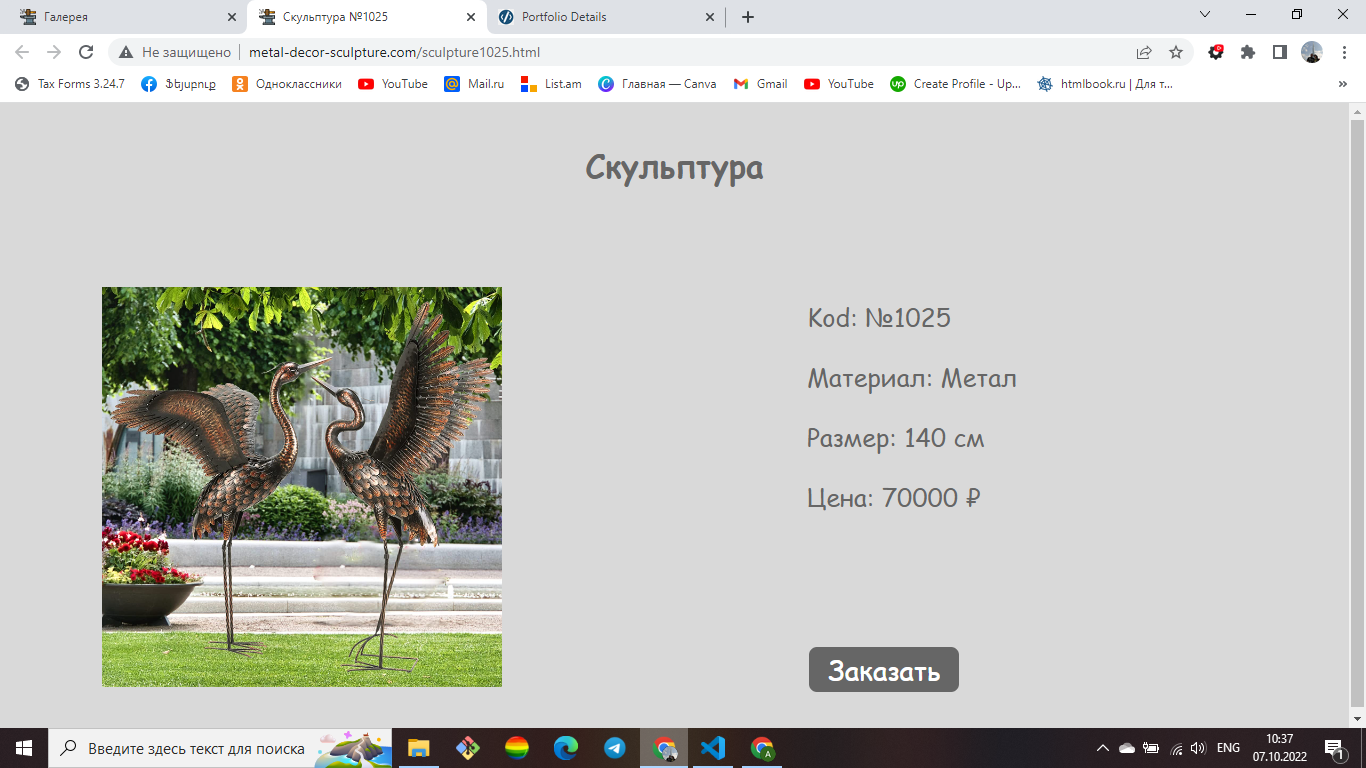 Галерея
Скульптура №1025
Portfolio Details
Не защищено
metal-decor-sculpture.com/sculpture1025.html
Tax Forms 3.24.7
Ֆեյսբուք
Одноклассники
YouTube
Mail.ru
List.am
Главная — Canva
Gmail
YouTube
Create Profile - Up...
htmlbook.ru | Для т...
Скульптура
Kod: №1025
Материал: Метал
Размер: 140 см
Цена: 70000 ₽
Заказать
Введите здесь текст для поиска
ENG
10:37
07.10.2022
1